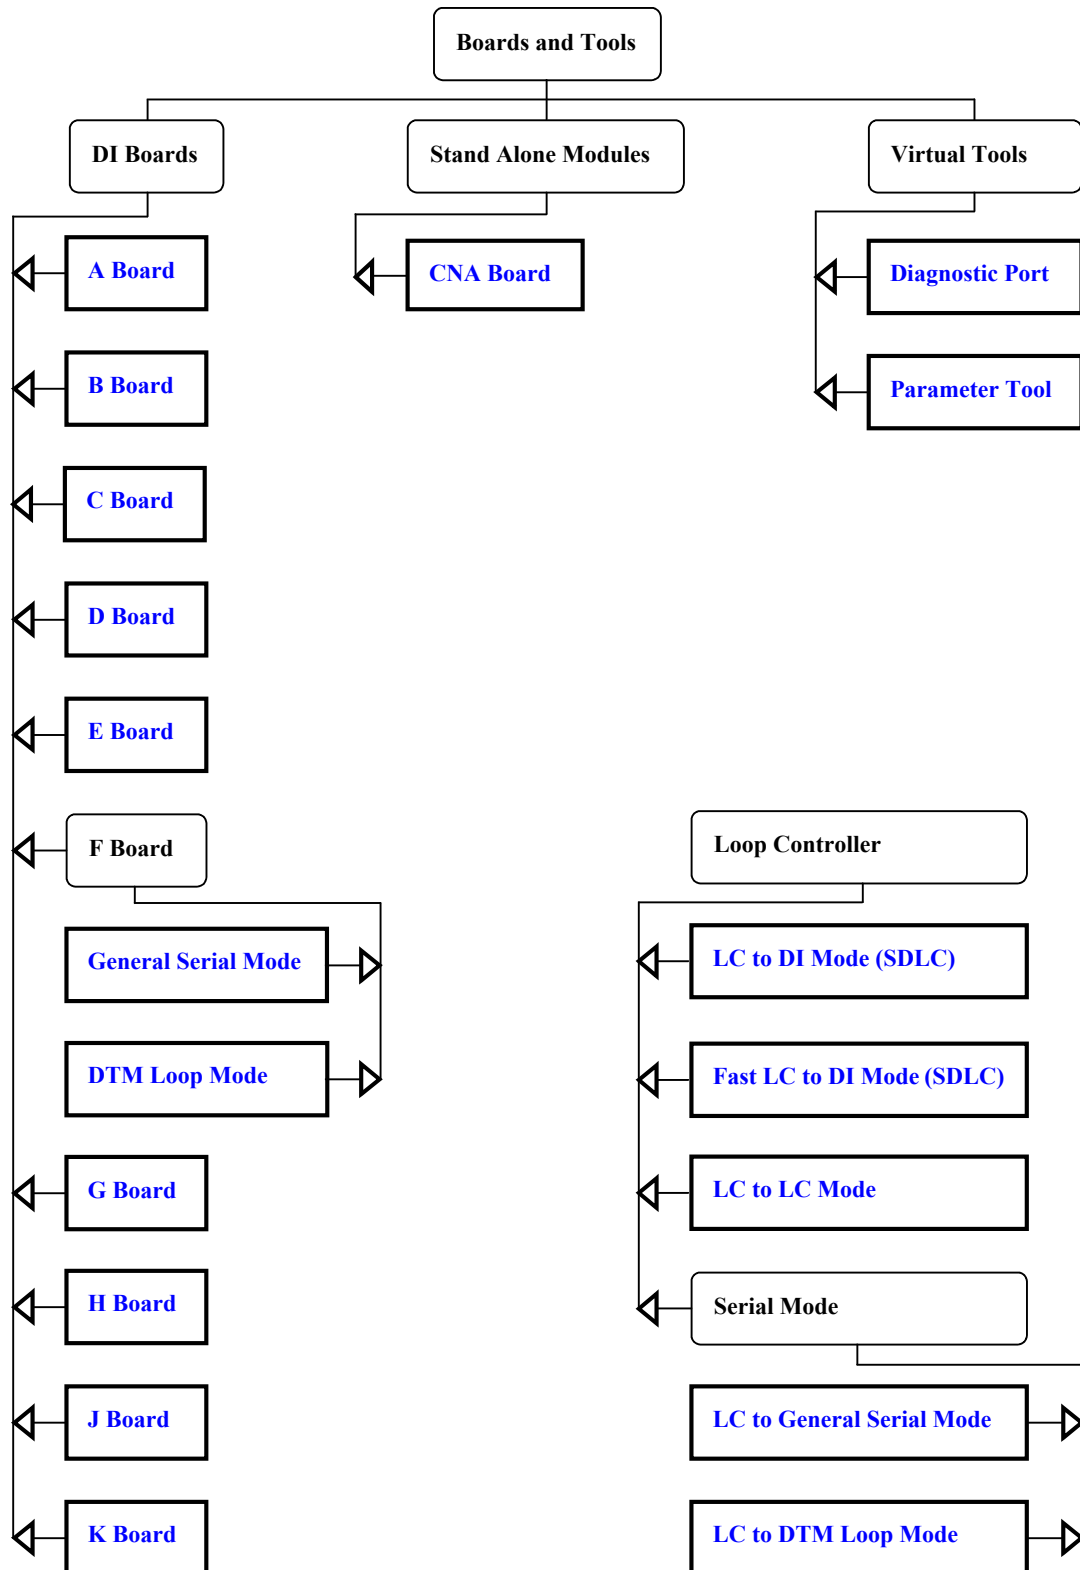 Boards and Tools
DI Boards
Stand Alone Modules
Virtual Tools
A Board
CNA Board
Diagnostic Port
B Board
Parameter Tool
C Board
D Board
E Board
F Board
Loop Controller
General Serial Mode
LC to DI Mode (SDLC)
DTM Loop Mode
Fast LC to DI Mode (SDLC)
G Board
LC to LC Mode
H Board
Serial Mode
J Board
LC to General Serial Mode
K Board
LC to DTM Loop Mode